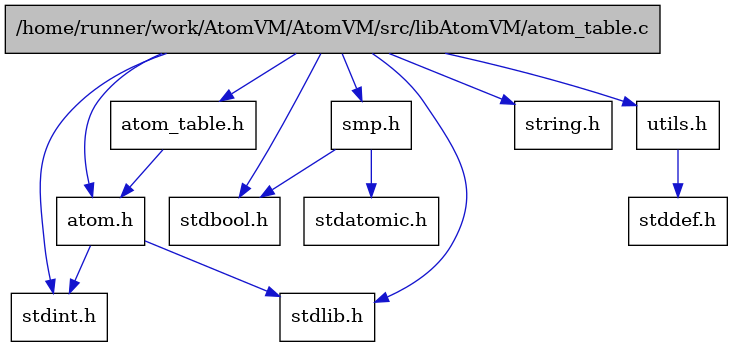 /home/runner/work/AtomVM/AtomVM/src/libAtomVM/atom_table.c
atom_table.h
smp.h
string.h
utils.h
atom.h
stdbool.h
stdatomic.h
stddef.h
stdint.h
stdlib.h